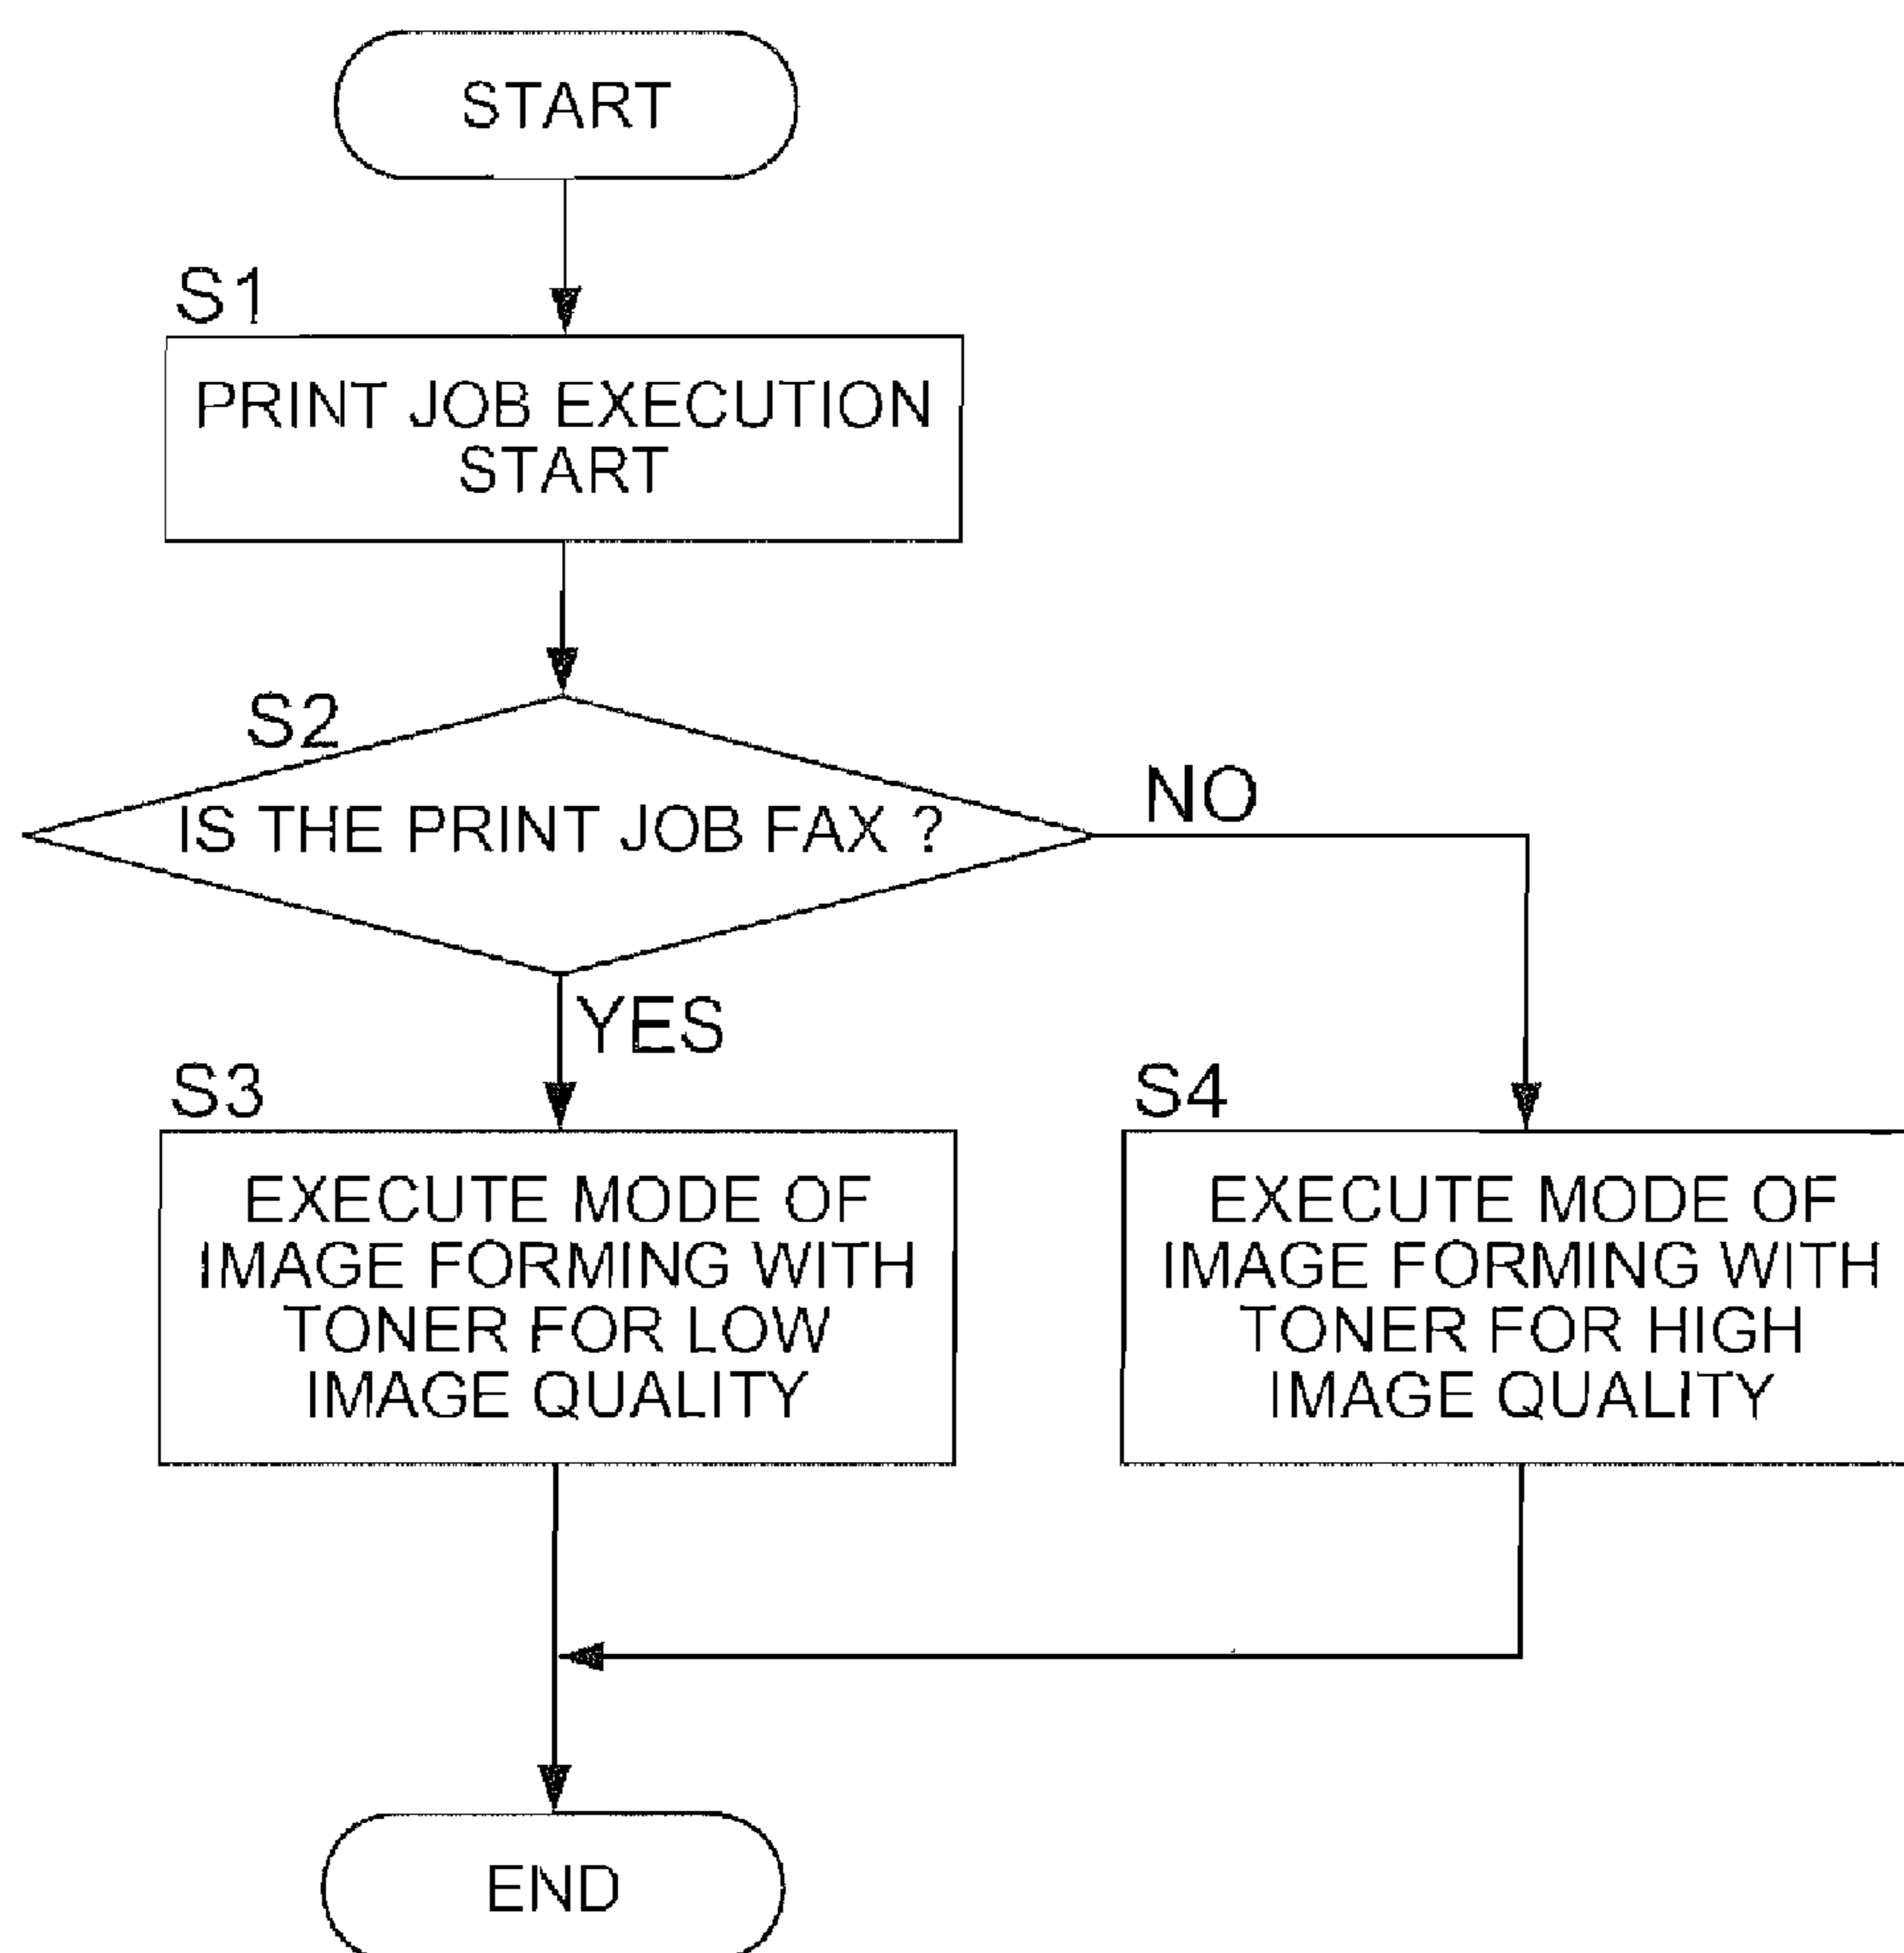 START
S1
PRINT JOB EXECUTION
START
S2
IS THE PRINT JOB FAX ?
NO
YES
S3
EXECUTE MODE OF
IMAGE FORMING WITH
TONER FOR LOW
IMAGE QUALITY
S4
EXECUTE MODE OF
IMAGE FORMING WITH
TONER FOR HIGH
IMAGE QUALITY
END